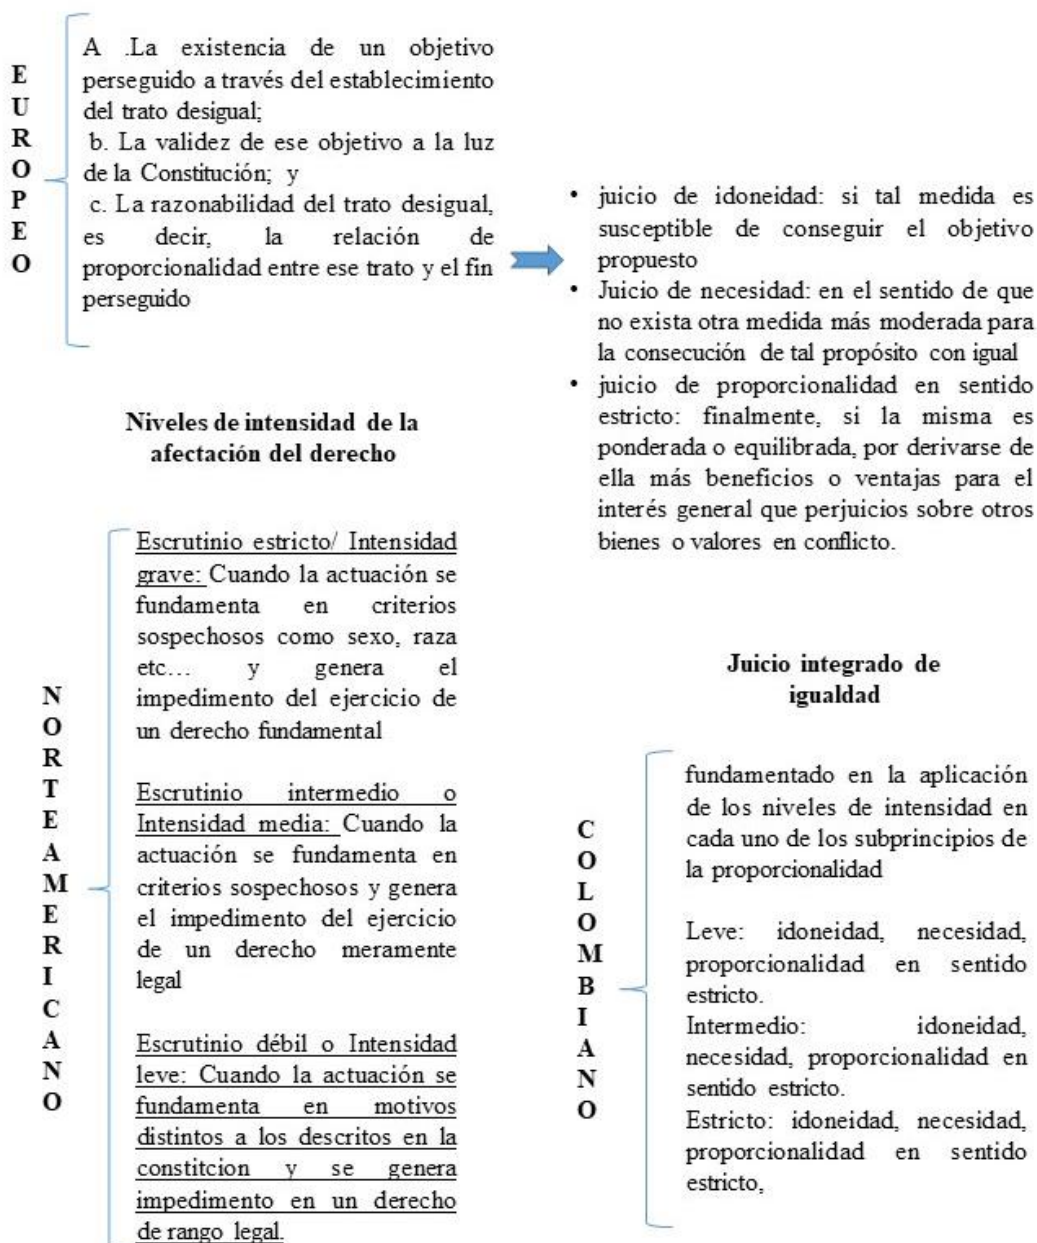 EUROPEO
A .La existencia de un objetivo
perseguido a través del establecimiento
del trato desigual;
b. La validez de ese objetivo a la luz
de la Constitución; y
c. La razonabilidad del trato desigual,
es decir, la relación de
proporcionalidad entre ese trato y el fin
perseguido
• juicio de idoneidad: si tal medida es
susceptible de conseguir el objetivo
propuesto
• Juicio de necesidad: en el sentido de que
no exista otra medida más moderada para
la consecución de tal propósito con igual
• juicio de proporcionalidad en sentido
estricto: finalmente, si la misma es
ponderada o equilibrada, por derivarse de
ella más beneficios o ventajas para el
interés general que perjuicios sobre otros
bienes o valores en conflicto.
Niveles de intensidad de la
afectación del derecho
NORTEAMERICANO
Escrutinio estricto/ Intensidad
grave: Cuando la actuación se
fundamenta en criterios
sospechosos como sexo, raza
etc… y genera el
impedimento del ejercicio de
un derecho fundamental
Escrutinio intermedio o
Intensidad media: Cuando la
actuación se fundamenta en
criterios sospechosos y genera
el impedimento del ejercicio
de un derecho meramente
legal
Escrutinio débil o Intensidad
leve: Cuando la actuación se
fundamenta en motivos
distintos a los descritos en la
constitcion y se genera
impedimento en un derecho
de rango legal.
Juicio integrado de
igualdad
COLOMBIANO
fundamentado en la aplicación
de los niveles de intensidad en
cada uno de los subprincipios de
la proporcionalidad
Leve: idoneidad, necesidad,
proporcionalidad en sentido
estricto.
Intermedio: idoneidad,
necesidad, proporcionalidad en
sentido estricto.
Estricto: idoneidad, necesidad,
proporcionalidad en sentido
estricto,